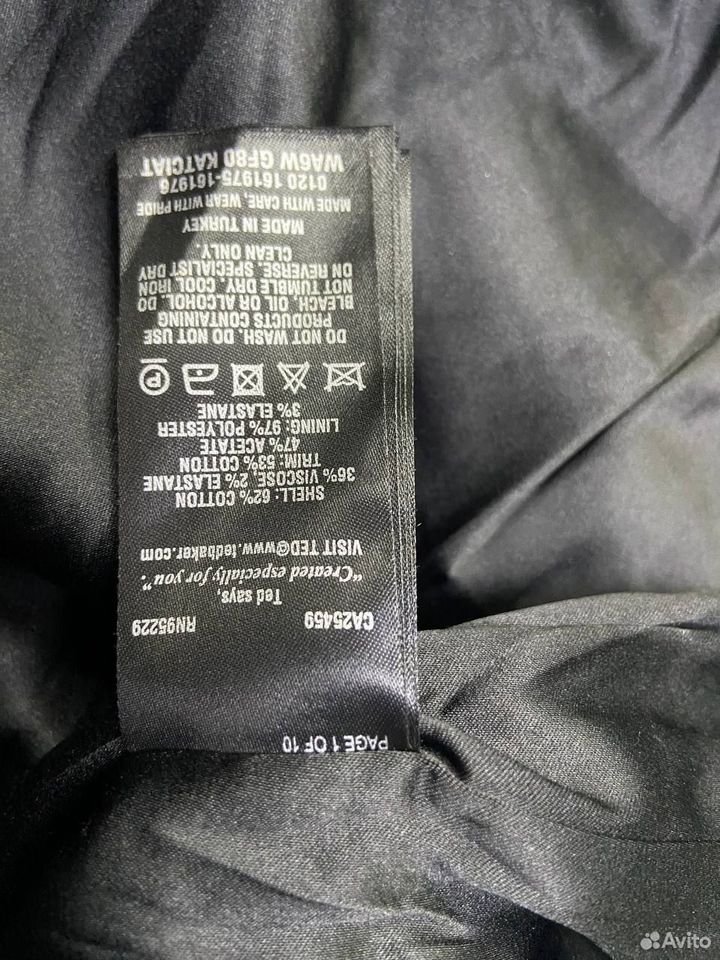 PAGE 1 OF 10
CA25459 RN95229
Ted says,
"Created especially for you".
VISIT TED@www.tedbaker.com
SHELL: 62% COTTON
36% VISCOSE, 2% ELASTANE
TRIM: 53% COTTON
47% ACETATE
LINING: 97% POLYESTER
3% ELASTANE
P
DO NOT WASH. DO NOT USE
PRODUCTS CONTAINING
BLEACH, OIL OR ALCOHOL. DO
NOT TUMBLE DRY. COOL IRON
ON REVERSE. SPECIALIST DRY
CLEAN ONLY.
MADE IN TURKEY
MADE WITH CARE, WEAR WITH PRIDE
0120 161975-161976
WA6W GF80 KATCIAT
Avito